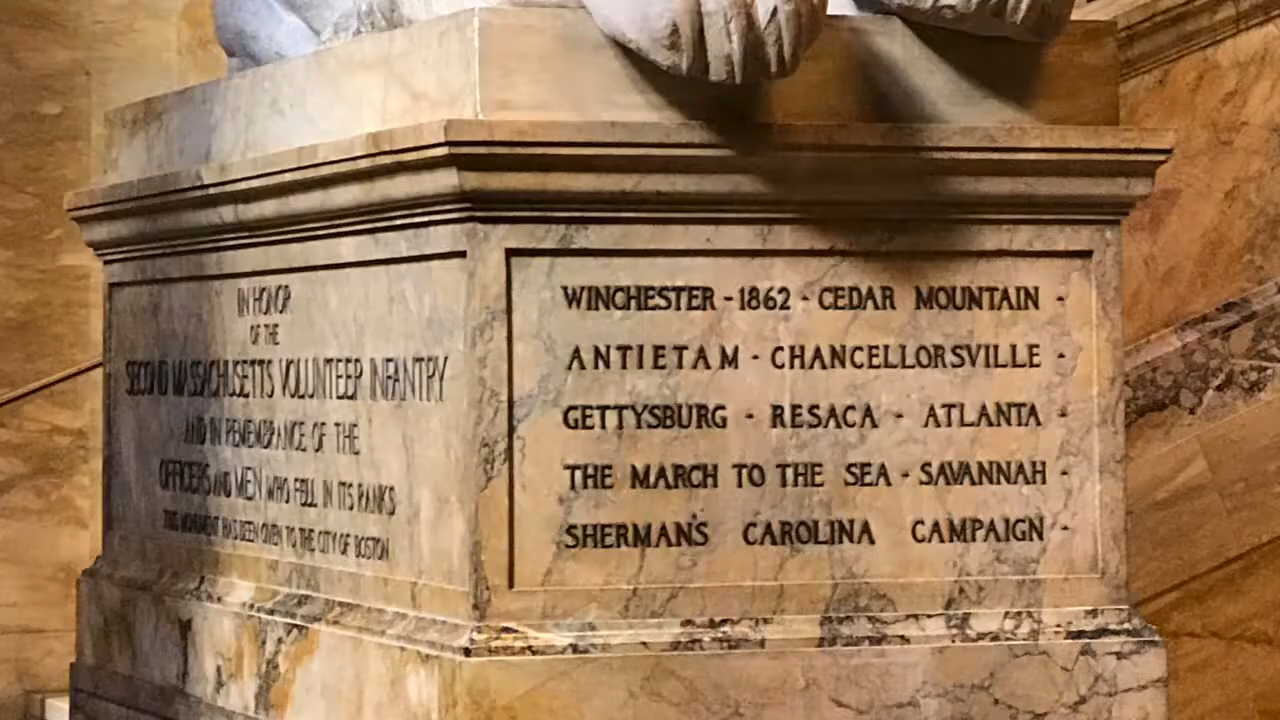 IN HONOR
OF THE
SECOND MASSACHUSETTS VOLUNTEER INFANTRY
AND IN REMEMBRANCE OF THE
OFFICERS AND MEN WHO FELL IN ITS RANKS
THIS MONUMENT HAS BEEN GIVEN TO THE CITY OF BOSTON
WINCHESTER - 1862 - CEDAR MOUNTAIN -
ANTIETAM - CHANCELLORSVILLE -
GETTYSBURG - RESACA - ATLANTA -
THE MARCH TO THE SEA - SAVANNAH -
SHERMAN'S CAROLINA CAMPAIGN -